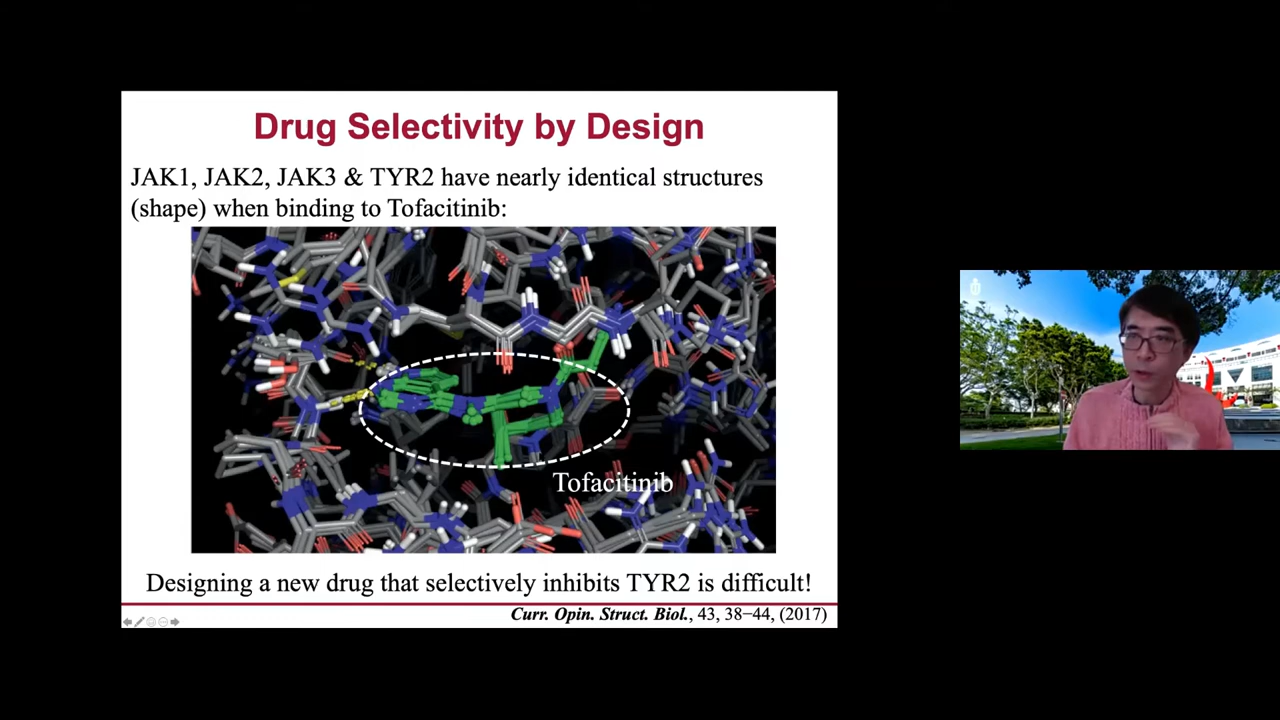 Drug Selectivity by Design
JAK1, JAK2, JAK3 & TYR2 have nearly identical structures
(shape) when binding to Tofacitinib:
Tofacitinib
Designing a new drug that selectively inhibits TYR2 is difficult!
Curr. Opin. Struct. Biol., 43, 38−44, (2017)